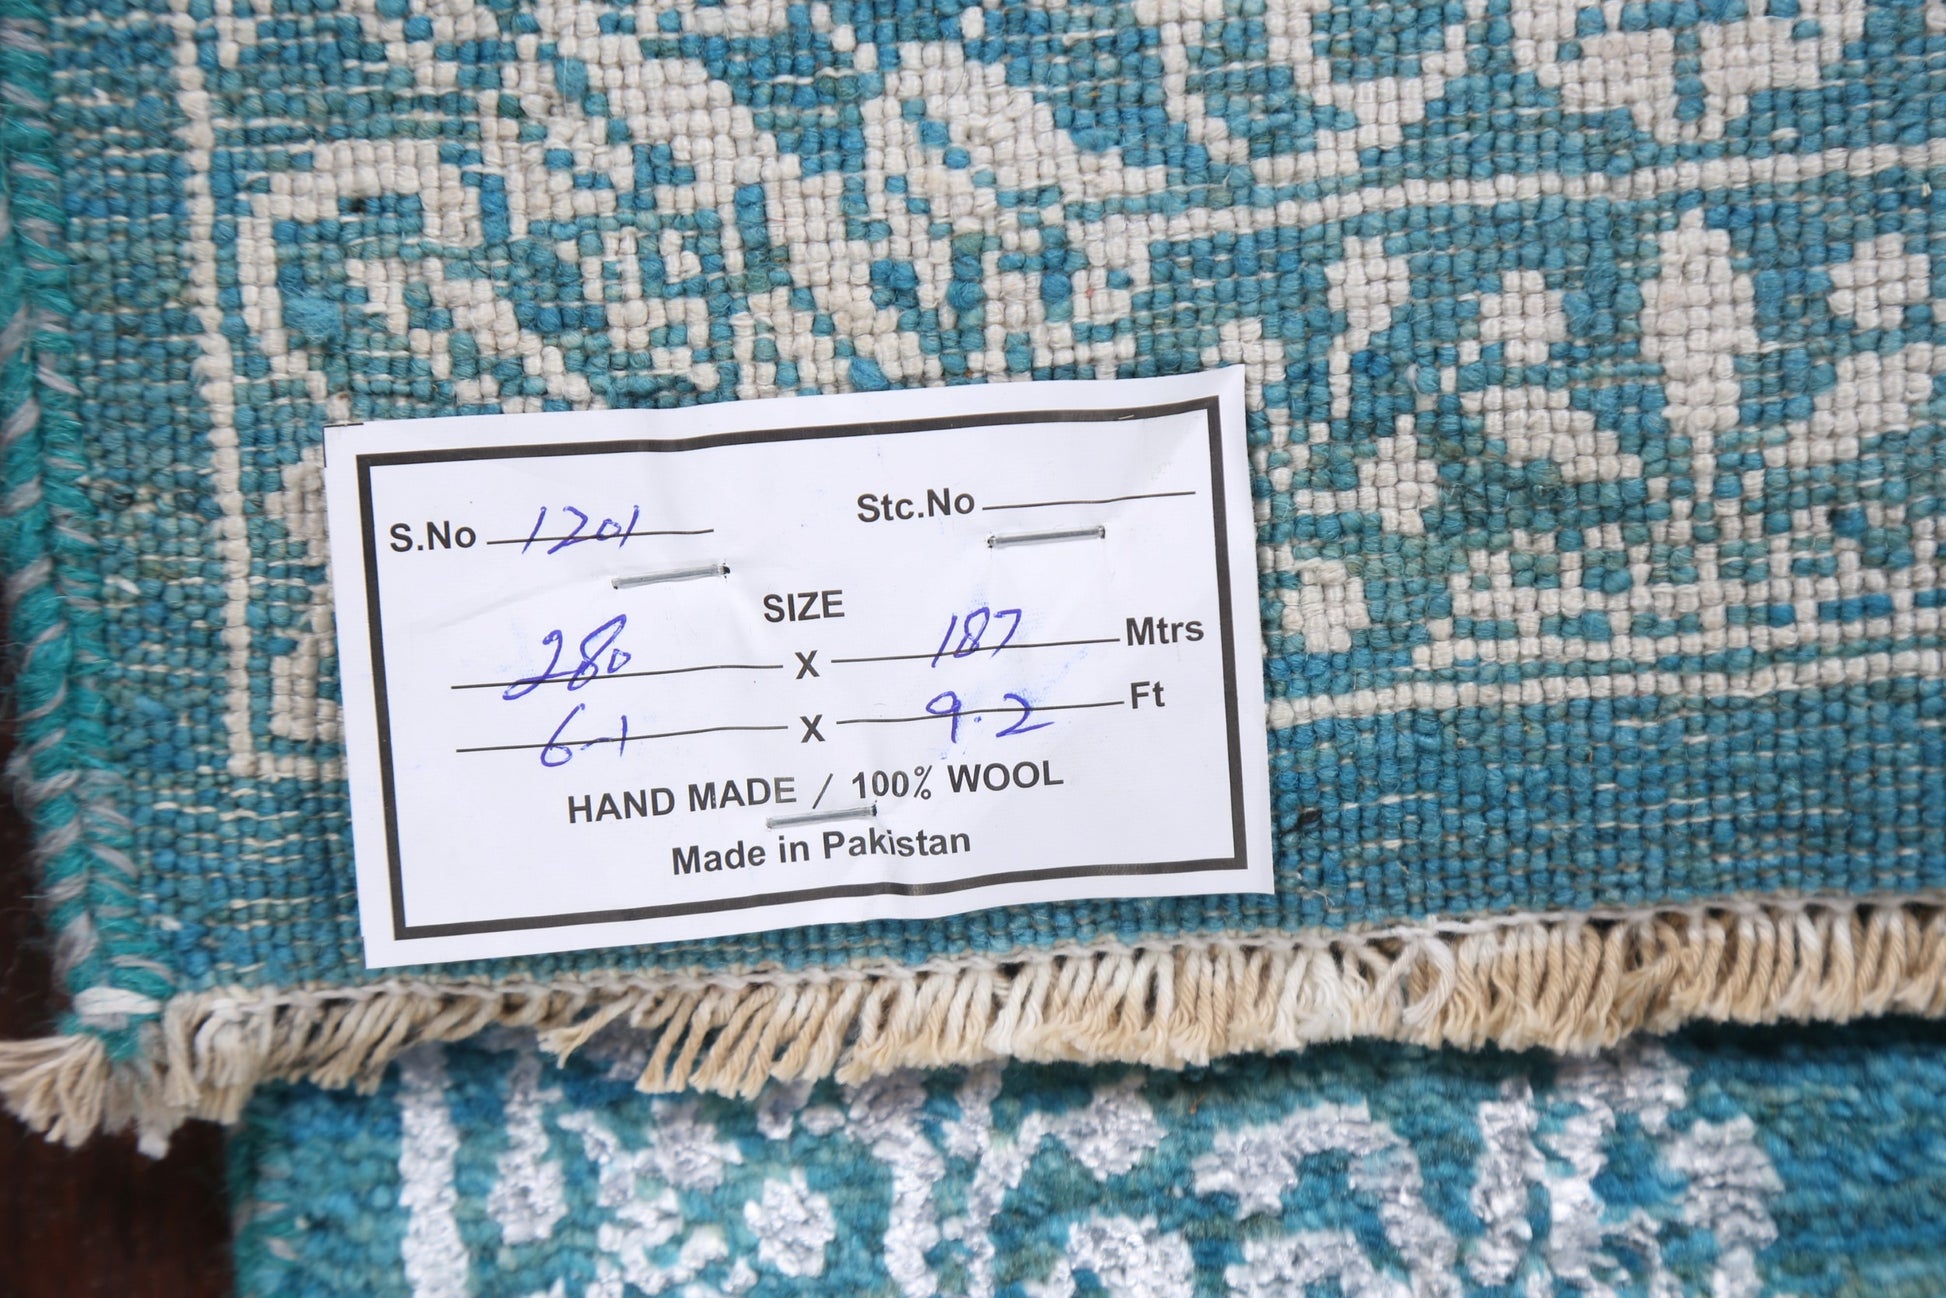 S.No 1201 Stc.No
SIZE
280 X 187 Mtrs
6-1 X 9.2 Ft
HAND MADE / 100% WOOL
Made in Pakistan